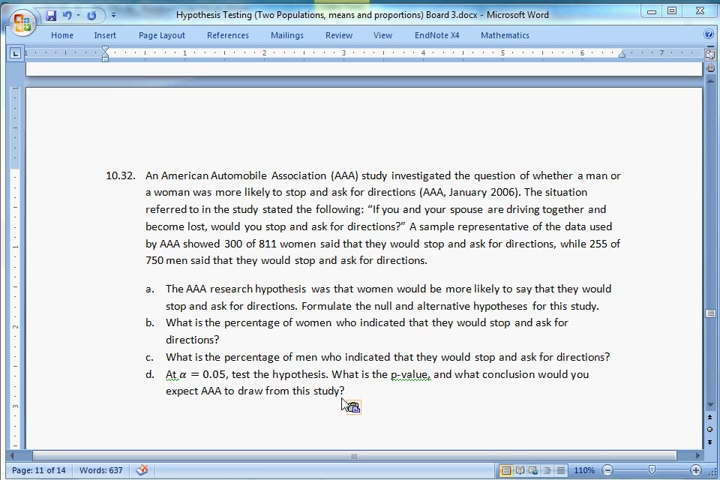 Hypothesis Testing (Two Populations, means and proportions) Board 3.docx - Microsoft Word
Home Insert Page Layout References Mailings Review View EndNote X4 Mathematics
10.32. An American Automobile Association (AAA) study investigated the question of whether a man or
a woman was more likely to stop and ask for directions (AAA, January 2006). The situation
referred to in the study stated the following: “If you and your spouse are driving together and
become lost, would you stop and ask for directions?” A sample representative of the data used
by AAA showed 300 of 811 women said that they would stop and ask for directions, while 255 of
750 men said that they would stop and ask for directions.
a. The AAA research hypothesis was that women would be more likely to say that they would
stop and ask for directions. Formulate the null and alternative hypotheses for this study.
b. What is the percentage of women who indicated that they would stop and ask for
directions?
c. What is the percentage of men who indicated that they would stop and ask for directions?
d. At α = 0.05, test the hypothesis. What is the p-value, and what conclusion would you
expect AAA to draw from this study?
Page: 11 of 14 Words: 637 110%